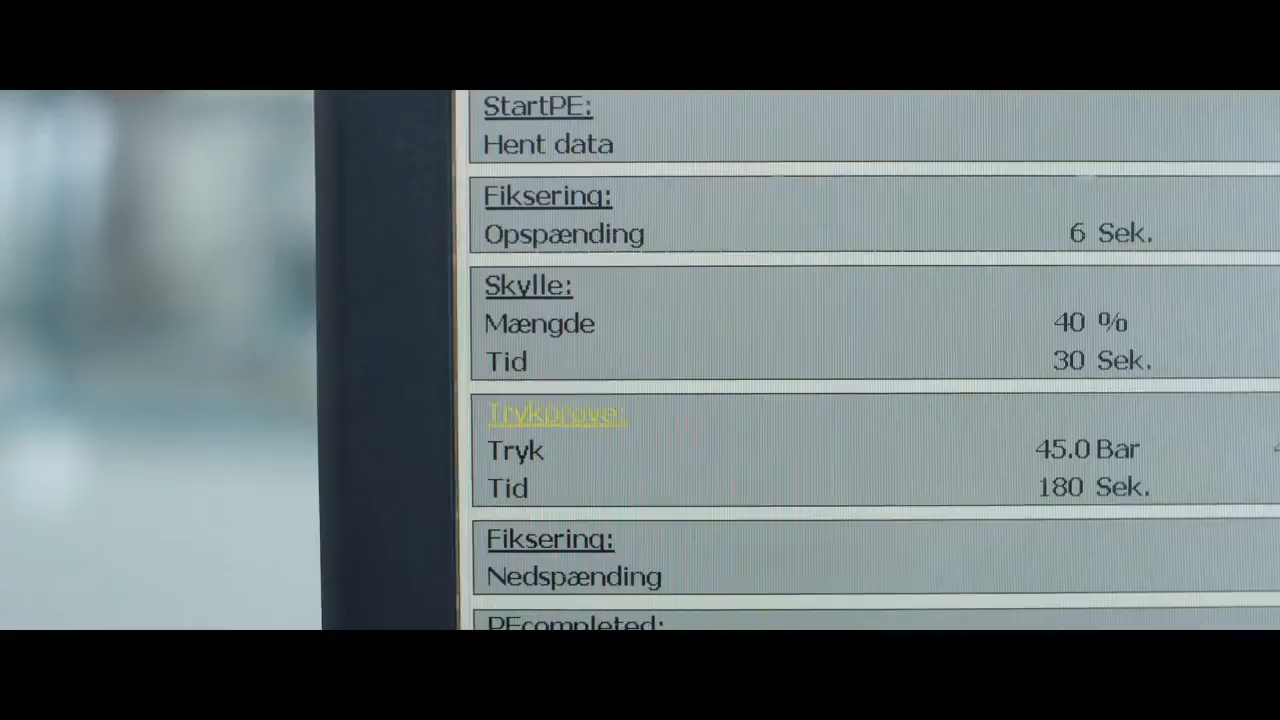 StartPE:
Hent data
Fiksering:
Opspænding 6 Sek.
Skylle:
Mængde 40 %
Tid 30 Sek.
Trykprøve:
Tryk 45.0 Bar
Tid 180 Sek.
Fiksering:
Nedspænding
PEcompleted: